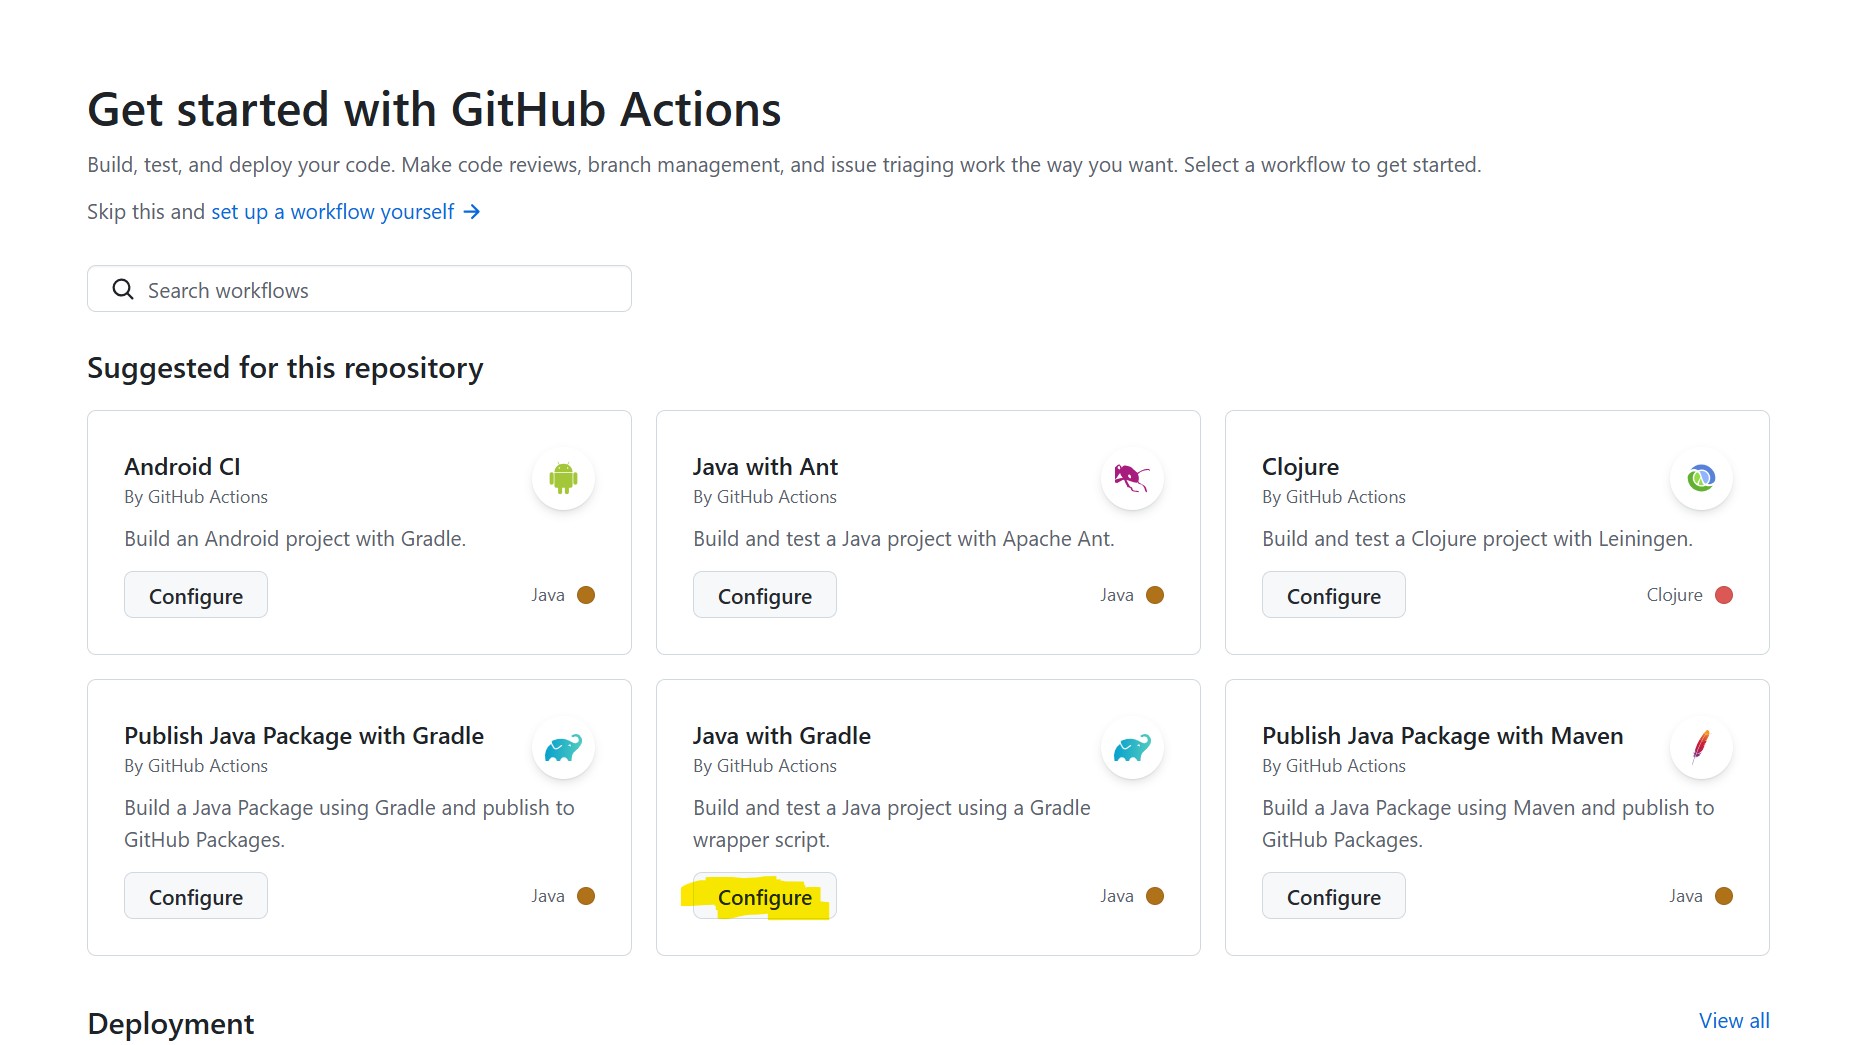 Get started with GitHub Actions
Build, test, and deploy your code. Make code reviews, branch management, and issue triaging work the way you want. Select a workflow to get started.
Skip this and set up a workflow yourself →
Search workflows
Suggested for this repository
Android CI
By GitHub Actions
Build an Android project with Gradle.
Configure
Java
Java with Ant
By GitHub Actions
Build and test a Java project with Apache Ant.
Configure
Java
Clojure
By GitHub Actions
Build and test a Clojure project with Leiningen.
Configure
Clojure
Publish Java Package with Gradle
By GitHub Actions
Build a Java Package using Gradle and publish to
GitHub Packages.
Configure
Java
Java with Gradle
By GitHub Actions
Build and test a Java project using a Gradle
wrapper script.
Configure
Java
Publish Java Package with Maven
By GitHub Actions
Build a Java Package using Maven and publish to
GitHub Packages.
Configure
Java
Deployment
View all